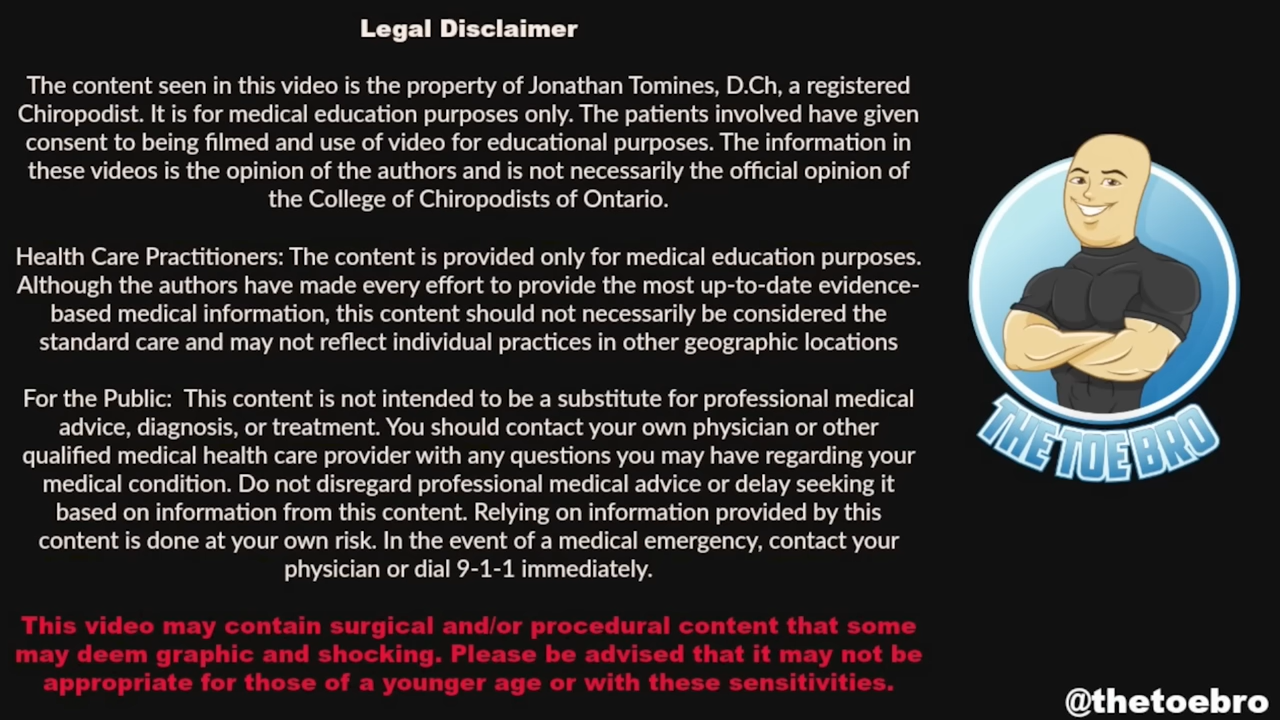 Legal Disclaimer
The content seen in this video is the property of Jonathan Tomines, D.Ch, a registered
Chiropodist. It is for medical education purposes only. The patients involved have given
consent to being filmed and use of video for educational purposes. The information in
these videos is the opinion of the authors and is not necessarily the official opinion of
the College of Chiropodists of Ontario.
Health Care Practitioners: The content is provided only for medical education purposes.
Although the authors have made every effort to provide the most up-to-date evidence-
based medical information, this content should not necessarily be considered the
standard care and may not reflect individual practices in other geographic locations
For the Public:  This content is not intended to be a substitute for professional medical
advice, diagnosis, or treatment. You should contact your own physician or other
qualified medical health care provider with any questions you may have regarding your
medical condition. Do not disregard professional medical advice or delay seeking it
based on information from this content. Relying on information provided by this
content is done at your own risk. In the event of a medical emergency, contact your
physician or dial 9-1-1 immediately.
This video may contain surgical and/or procedural content that some
may deem graphic and shocking. Please be advised that it may not be
appropriate for those of a younger age or with these sensitivities.
THE TOE BRO
@thetoebro